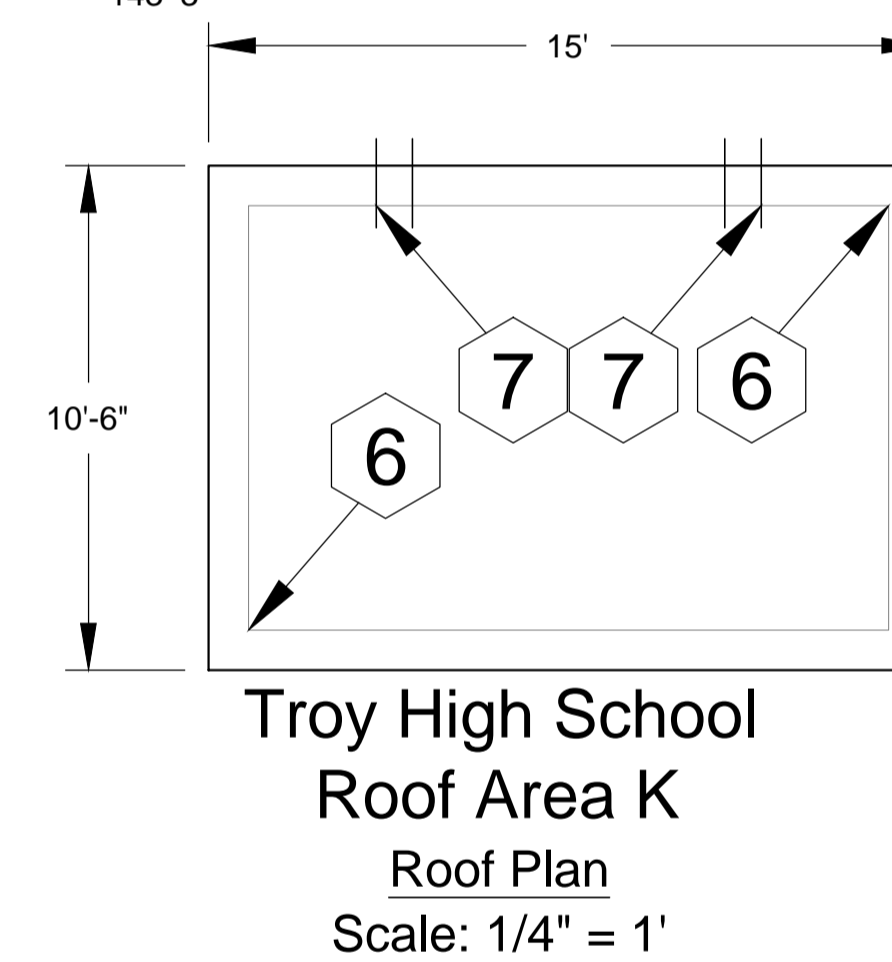 15'
7 7 6
10'-6"
6
Troy High School
Roof Area K
Roof Plan
Scale: 1/4" = 1'